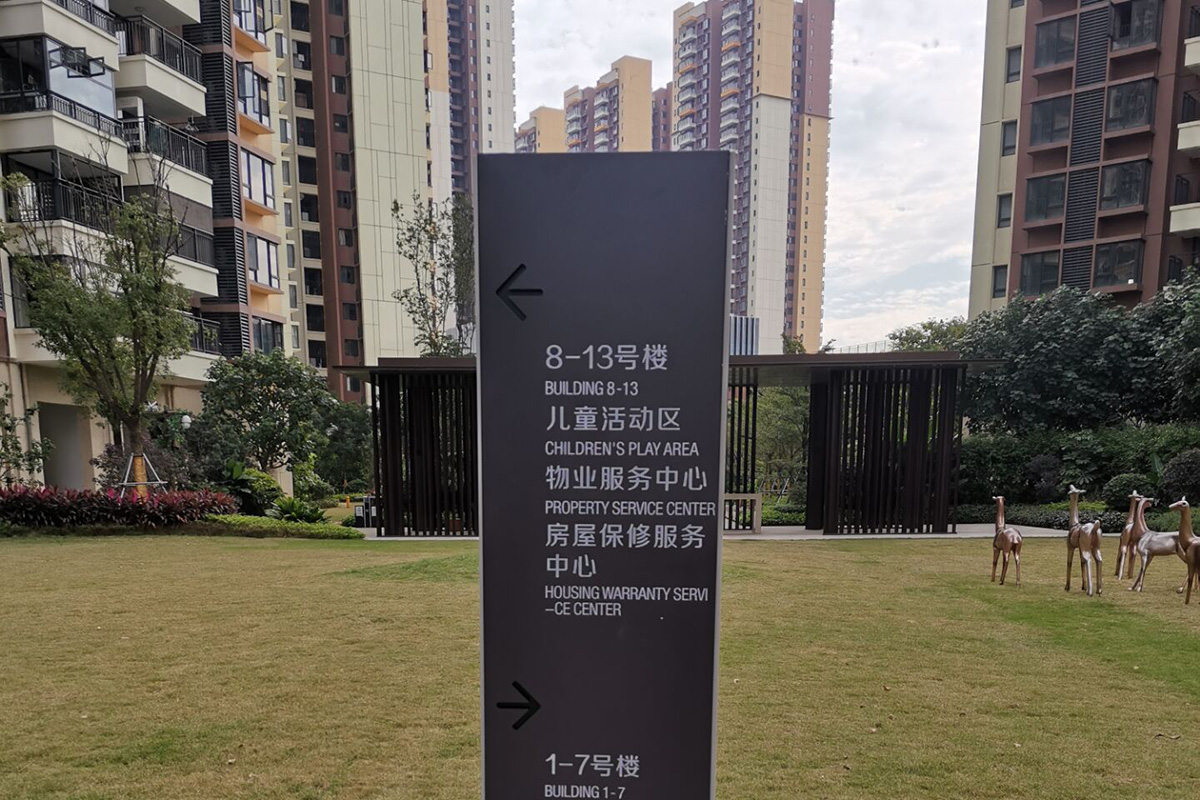 ←
8-13号楼
BUILDING 8-13
儿童活动区
CHILDREN'S PLAY AREA
物业服务中心
PROPERTY SERVICE CENTER
房屋保修服务
中心
HOUSING WARRANTY SERVI
-CE CENTER
→
1-7号楼
BUILDING 1-7